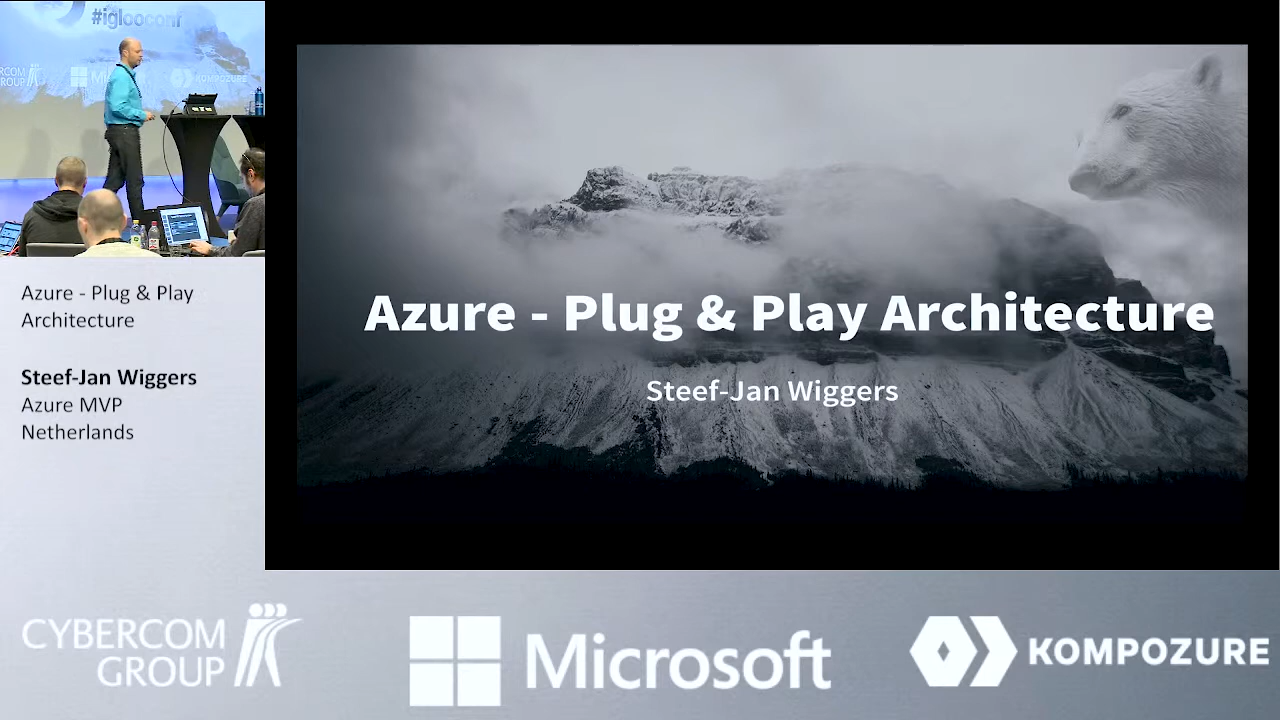 #iglooconf
Azure - Plug & Play
Architecture
Steef-Jan Wiggers
Azure MVP
Netherlands
Azure - Plug & Play Architecture
Steef-Jan Wiggers
CYBERCOM
GROUP
Microsoft
KOMPOZURE